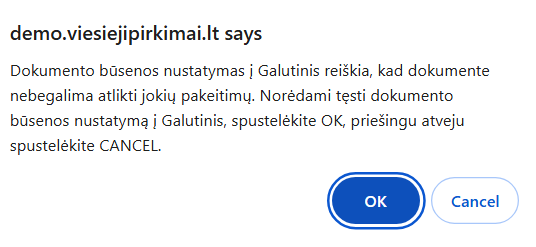 demo.viesiejipirkimai.lt says
Dokumento būsenos nustatymas į Galutinis reiškia, kad dokumente
nebegalima atlikti jokių pakeitimų. Norėdami tęsti dokumento
būsenos nustatymą į Galutinis, spustelėkite OK, priešingu atveju
spustelėkite CANCEL.
OK
Cancel